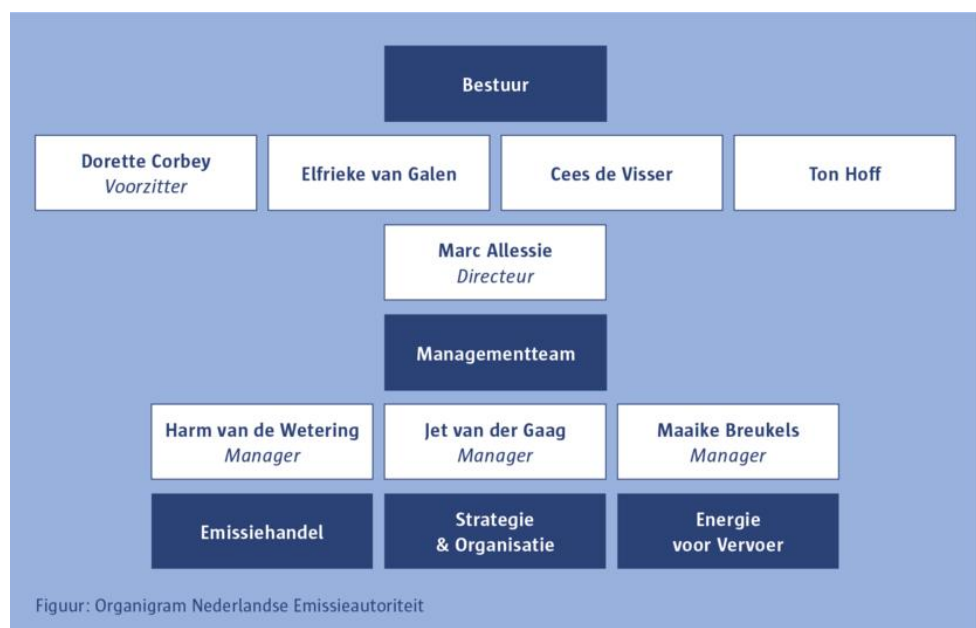 Bestuur
Dorette Corbey
Voorzitter
Elfrieke van Galen
Cees de Visser
Ton Hoff
Marc Allessie
Directeur
Managementteam
Harm van de Wetering
Manager
Jet van der Gaag
Manager
Maaike Breukels
Manager
Emissiehandel
Strategie
& Organisatie
Energie
voor Vervoer
Figuur: Organigram Nederlandse Emissieautoriteit